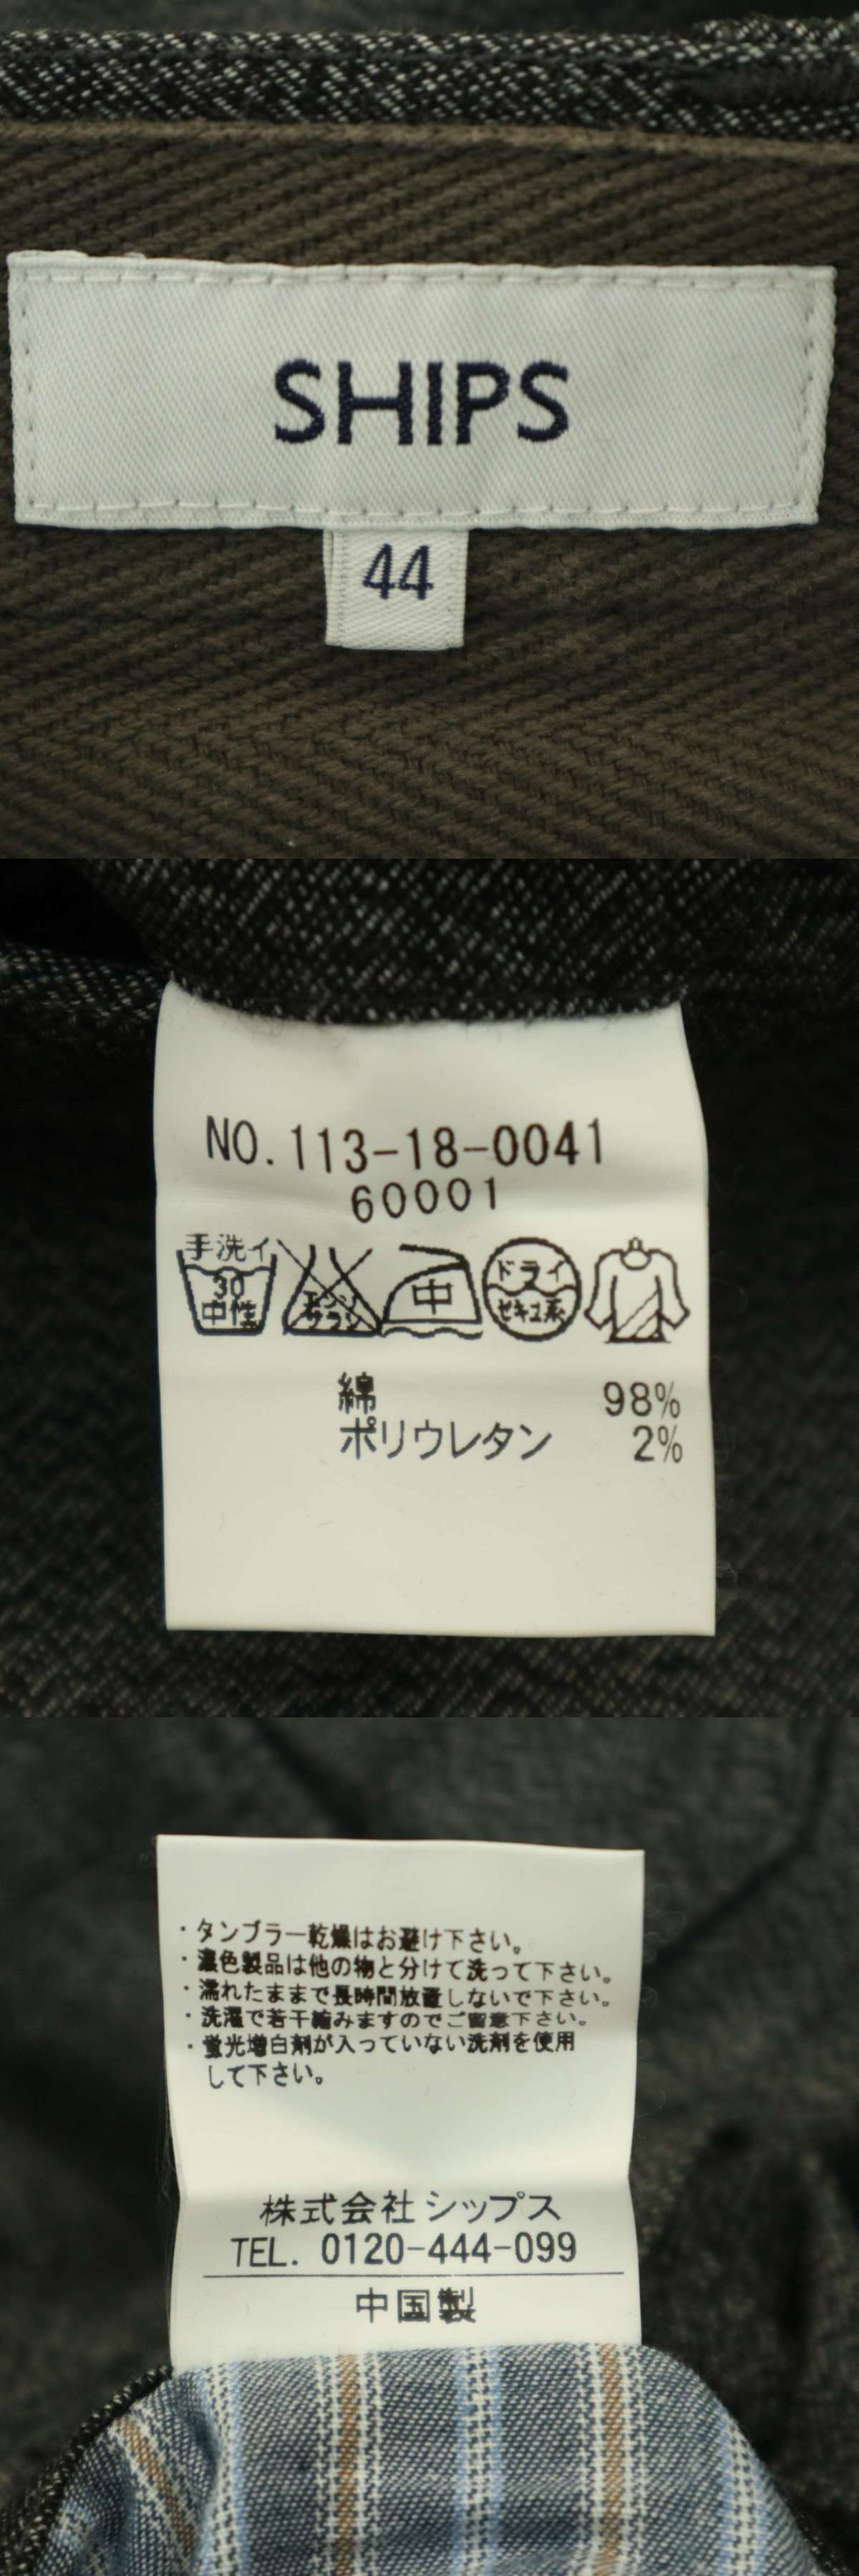 SHIPS
44
NO.113-18-0041
60001
手洗イ
30
中性
エンソ
サラシ
中
ドライ
セキユ系
綿 98%
ポリウレタン 2%
・タンブラー乾燥はお避け下さい。
・濃色製品は他の物と分けて洗って下さい。
・濡れたままで長時間放置しないで下さい。
・洗濯で若干縮みますのでご留意下さい。
・蛍光増白剤が入っていない洗剤を使用
して下さい。
株式会社シップス
TEL. 0120-444-099
中国製